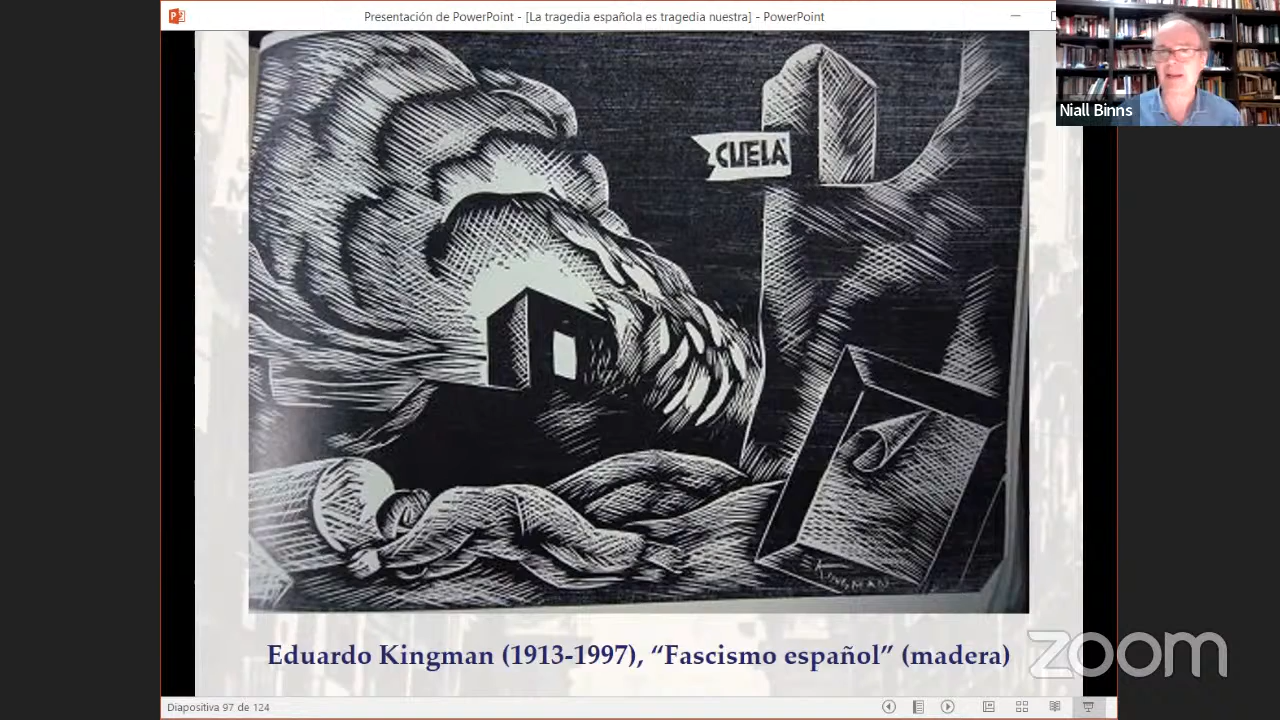 Presentación de PowerPoint - [La tragedia española es tragedia nuestra] - PowerPoint
Niall Binns
CUELA
KINGMAN
Eduardo Kingman (1913-1997), “Fascismo español” (madera)
zoom
Diapositiva 97 de 124